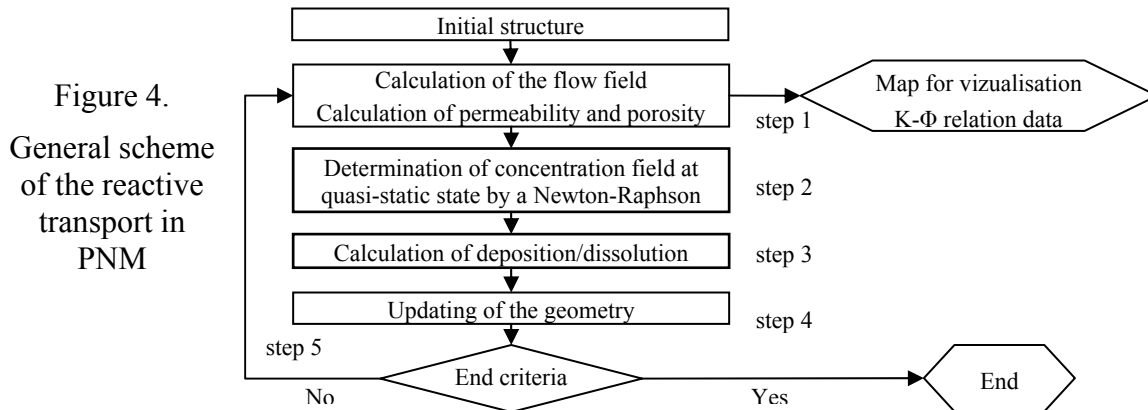 Figure 4.
General scheme
of the reactive
transport in
PNM
Initial structure
Calculation of the flow field
Calculation of permeability and porosity
step 1
Map for vizualisation
K-Φ relation data
Determination of concentration field at
quasi-static state by a Newton-Raphson
step 2
Calculation of deposition/dissolution
step 3
Updating of the geometry
step 4
step 5
End criteria
No
Yes
End